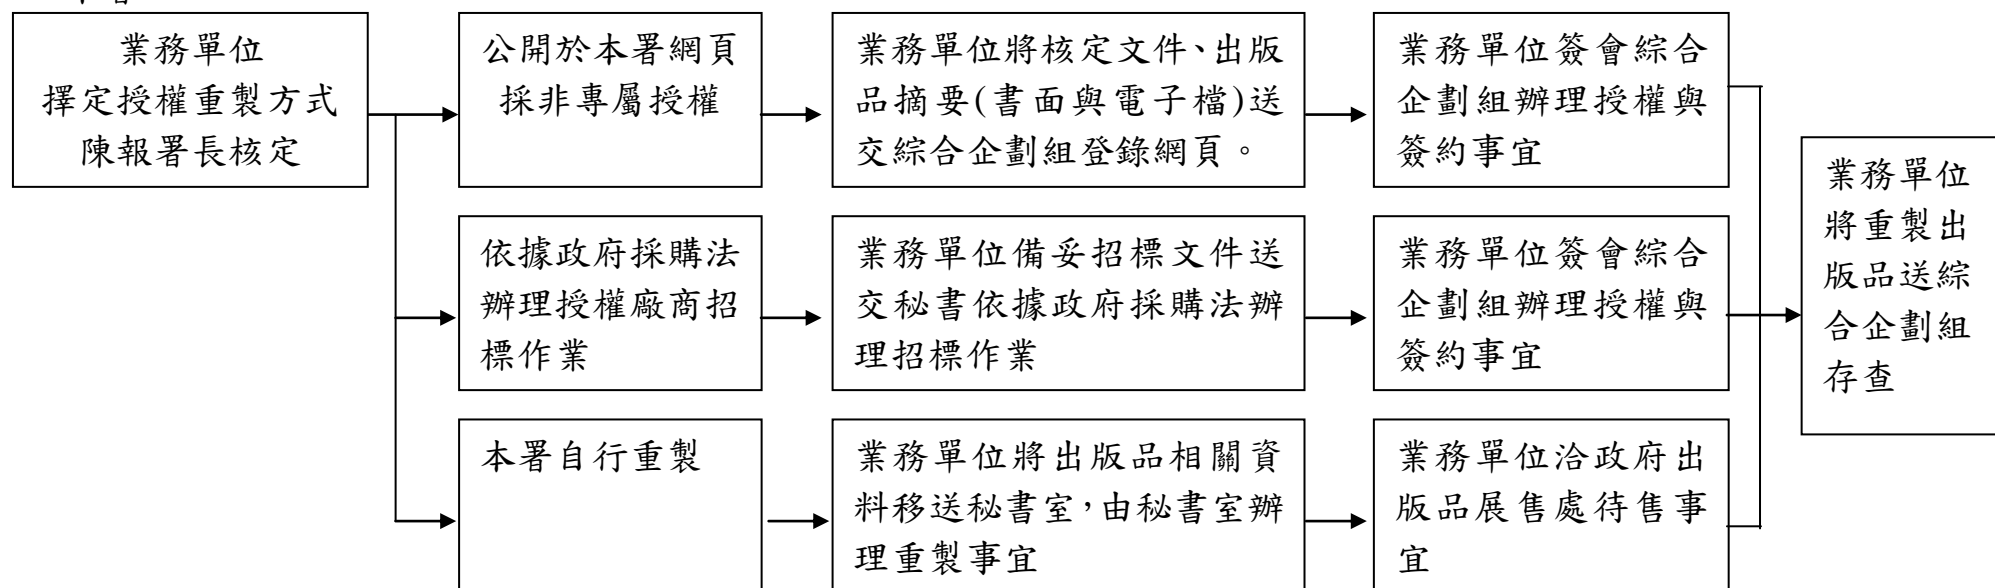 業務單位
擇定授權重製方式
陳報署長核定
公開於本署網頁
採非專屬授權
業務單位將核定文件、出版
品摘要(書面與電子檔)送
交綜合企劃組登錄網頁。
業務單位簽會綜合
企劃組辦理授權與
簽約事宜
依據政府採購法
辦理授權廠商招
標作業
業務單位備妥招標文件送
交秘書依據政府採購法辦
理招標作業
業務單位簽會綜合
企劃組辦理授權與
簽約事宜
本署自行重製
業務單位將出版品相關資
料移送秘書室,由秘書室辦
理重製事宜
業務單位洽政府出
版品展售處待售事
宜
業務單位
將重製出
版品送綜
合企劃組
存查